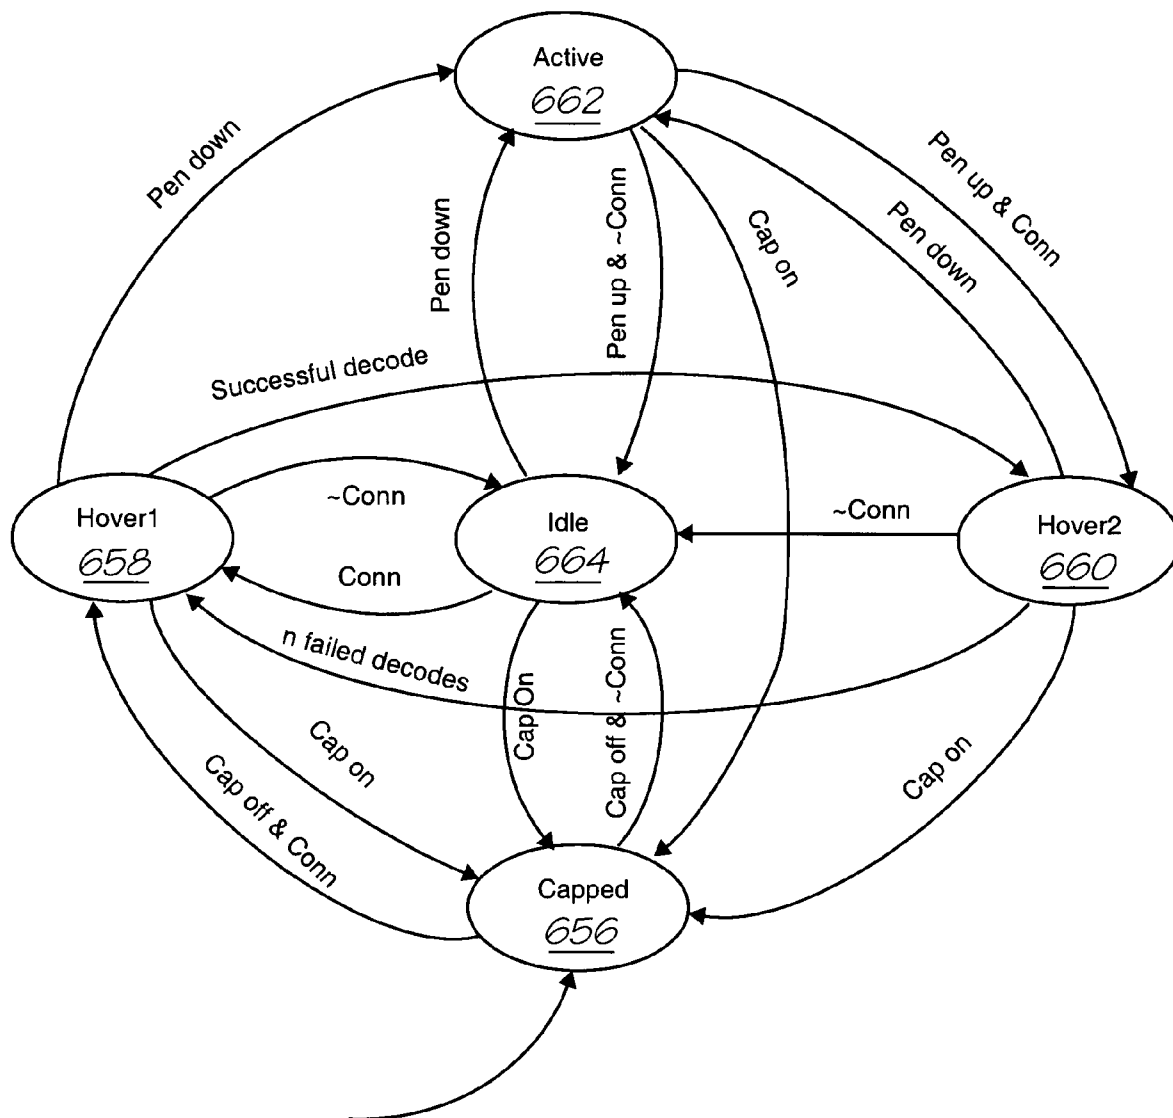 Active
662
Pen down
Pen down
Pen up & ~Conn
Cap on
Pen down
Pen up & Conn
Successful decode
~Conn
Hover1
658
Idle
664
~Conn
Hover2
660
Conn
n failed decodes
Cap On
Cap off & ~Conn
Cap on
Cap off & Conn
Cap on
Capped
656